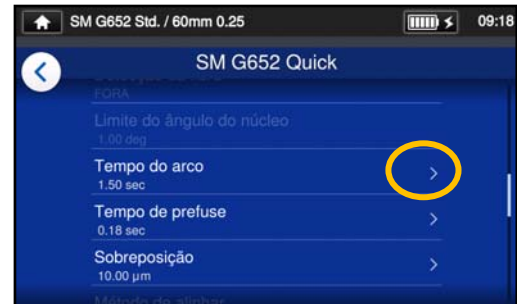 SM G652 Std. / 60mm 0.25
09:18
SM G652 Quick
FORA
Limite do ângulo do núcleo
1.00 deg
Tempo do arco
1.50 sec
Tempo de prefuse
0.18 sec
Sobreposição
10.00 µm
Método de alinhar